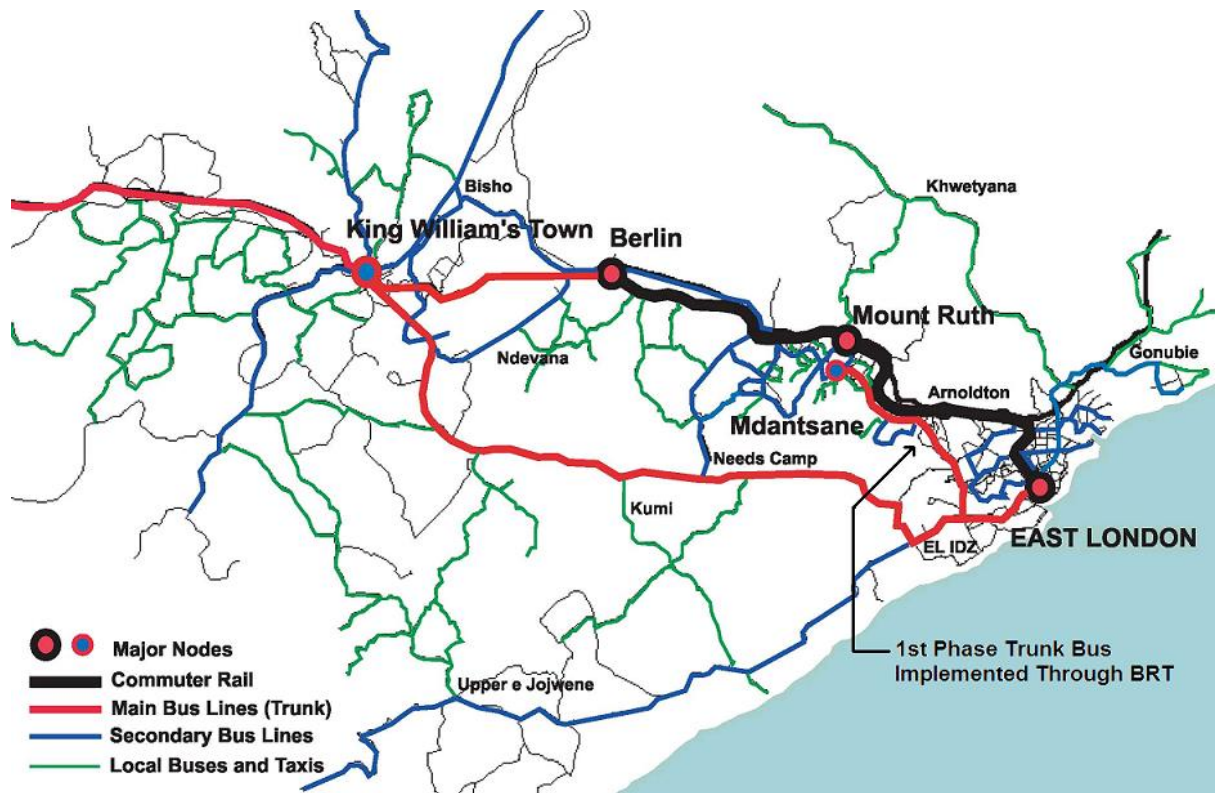 Khwetyana
Bisho
King William's Town
Berlin
Mount Ruth
Gonubie
Ndevana
Arnoldton
Mdantsane
Needs Camp
Kumi
EL IDZ
EAST LONDON
1st Phase Trunk Bus
Implemented Through BRT
Upper e Jojwene
Major Nodes
Commuter Rail
Main Bus Lines (Trunk)
Secondary Bus Lines
Local Buses and Taxis